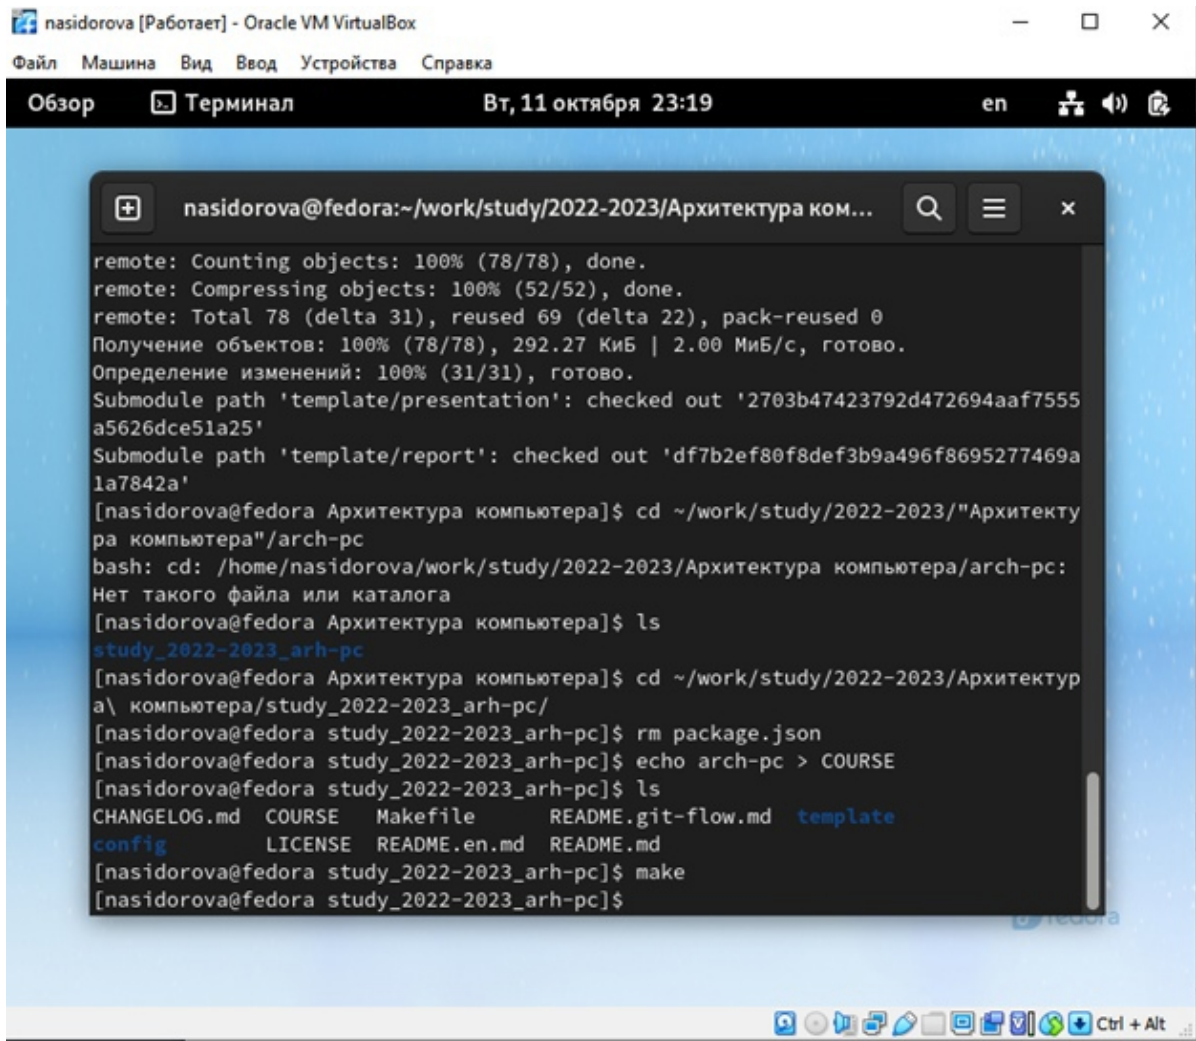 nasidorova [Работает] - Oracle VM VirtualBox
Файл Машина Вид Ввод Устройства Справка
Обзор Терминал Вт, 11 октября 23:19 en
nasidorova@fedora:~/work/study/2022-2023/Архитектура ком...
remote: Counting objects: 100% (78/78), done.
remote: Compressing objects: 100% (52/52), done.
remote: Total 78 (delta 31), reused 69 (delta 22), pack-reused 0
Получение объектов: 100% (78/78), 292.27 КиБ | 2.00 МиБ/с, готово.
Определение изменений: 100% (31/31), готово.
Submodule path 'template/presentation': checked out '2703b47423792d472694aaf7555
a5626dce51a25'
Submodule path 'template/report': checked out 'df7b2ef80f8def3b9a496f8695277469a
1a7842a'
[nasidorova@fedora Архитектура компьютера]$ cd ~/work/study/2022-2023/"Архитекту
ра компьютера"/arch-pc
bash: cd: /home/nasidorova/work/study/2022-2023/Архитектура компьютера/arch-pc:
Нет такого файла или каталога
[nasidorova@fedora Архитектура компьютера]$ ls
study_2022-2023_arh-pc
[nasidorova@fedora Архитектура компьютера]$ cd ~/work/study/2022-2023/Архитектур
а\ компьютера/study_2022-2023_arh-pc/
[nasidorova@fedora study_2022-2023_arh-pc]$ rm package.json
[nasidorova@fedora study_2022-2023_arh-pc]$ echo arch-pc > COURSE
[nasidorova@fedora study_2022-2023_arh-pc]$ ls
CHANGELOG.md COURSE Makefile README.git-flow.md template
config LICENSE README.en.md README.md
[nasidorova@fedora study_2022-2023_arh-pc]$ make
[nasidorova@fedora study_2022-2023_arh-pc]$
fedora
Ctrl + Alt